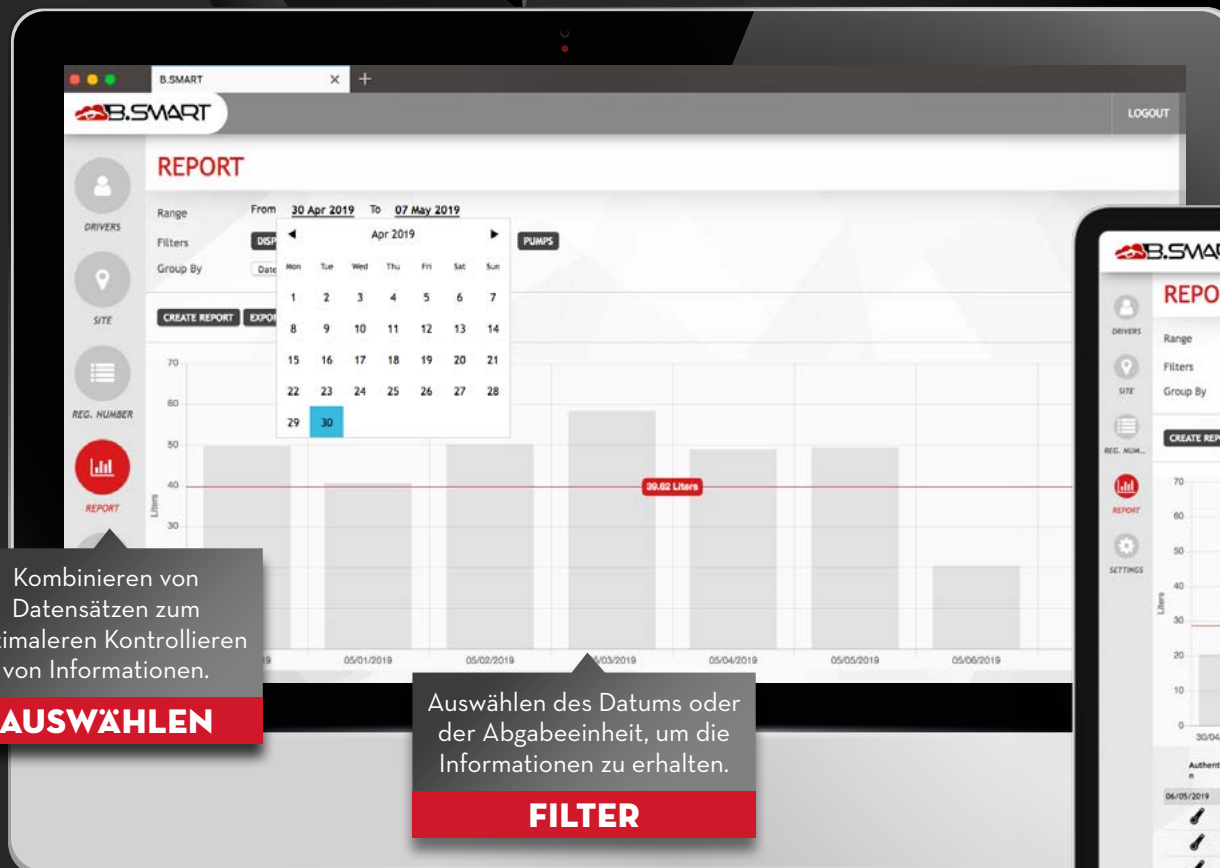 B.SMART
B.SMART
LOGOUT
REPORT
DRIVERS
SITE
REG. NUMBER
REPORT
Range
From 30 Apr 2019 To 07 May 2019
Filters
PUMPS
Group By
Date
CREATE REPORT
Apr 2019
Mon Tue Wed Thu Fri Sat Sun
1 2 3 4 5 6 7
8 9 10 11 12 13 14
15 16 17 18 19 20 21
22 23 24 25 26 27 28
29 30
70
60
50
40
30
Liters
39.62 Liters
05/01/2019 05/02/2019 05/03/2019 05/04/2019 05/05/2019 05/06/2019
Kombinieren von
Datensätzen zum
Kontrollieren
von Informationen.
AUSWÄHLEN
Auswählen des Datums oder
der Abgabeeinheit, um die
Informationen zu erhalten.
FILTER
DRIVERS
SITE
REG. NUM...
REPORT
SETTINGS
Range
Filters
Group By
70
60
50
40
30
20
10
0
Liters
06/05/2019